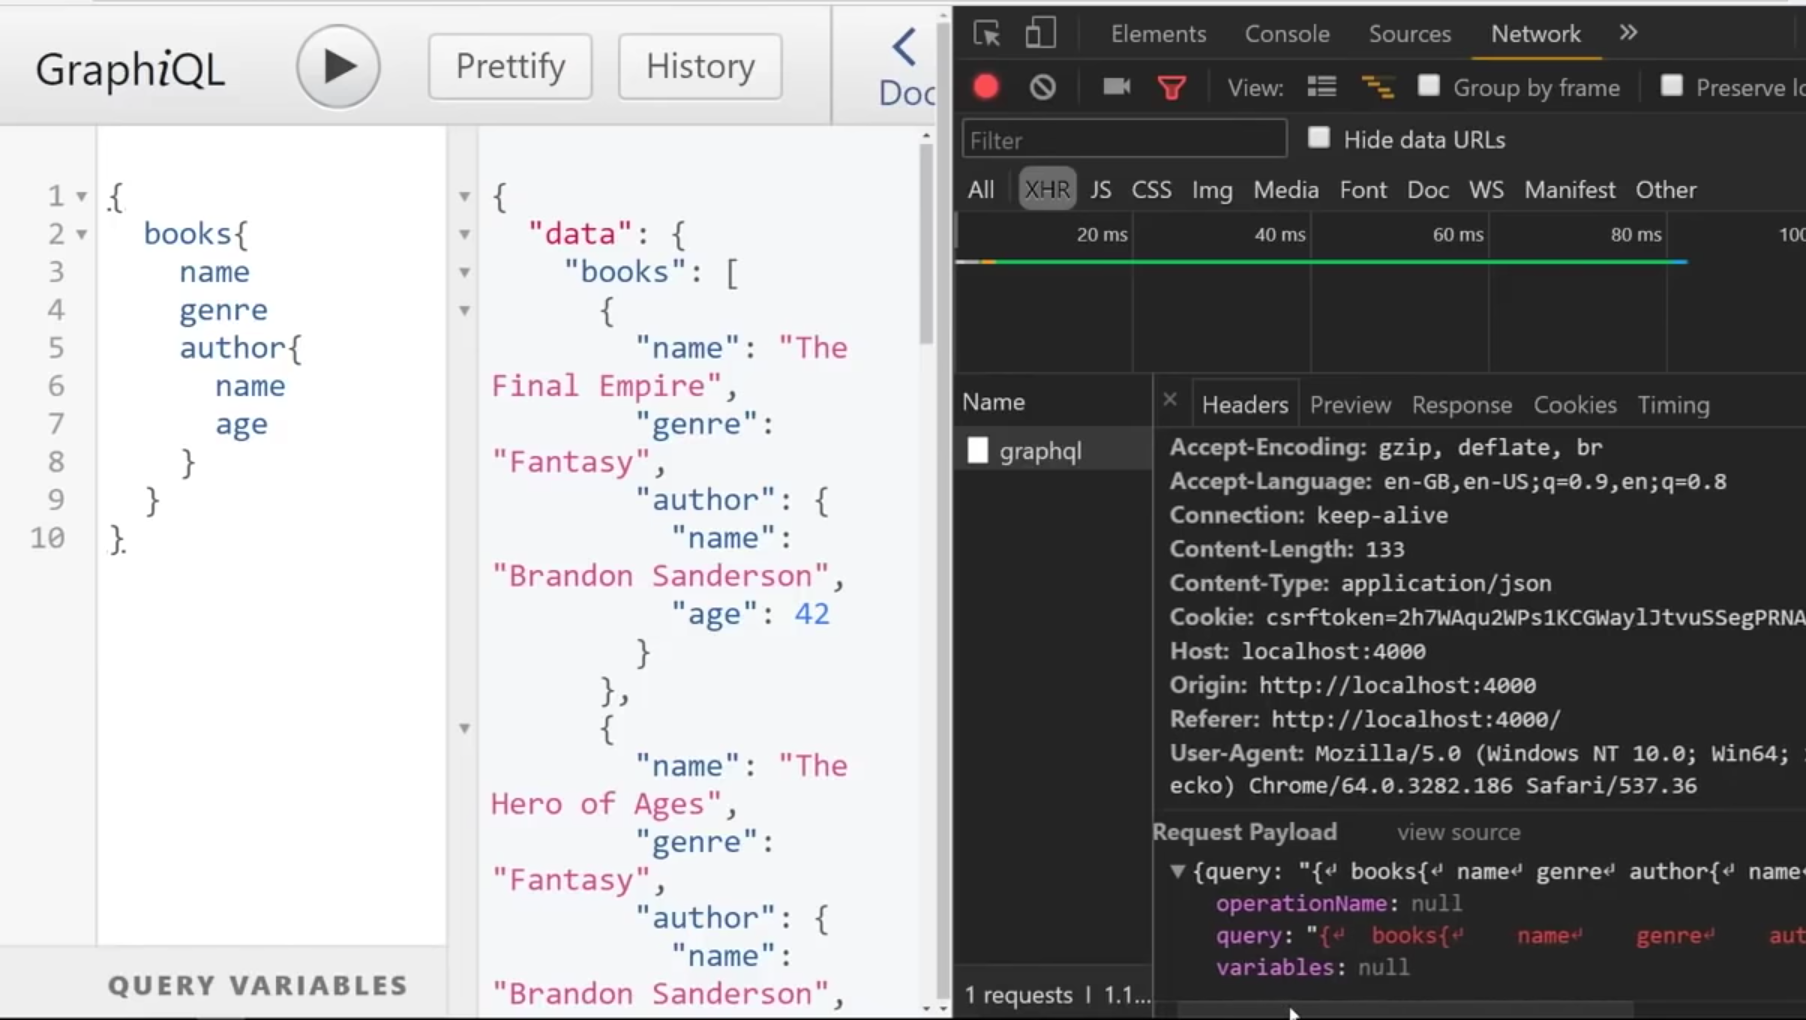 GraphiQL
Prettify
History
Doc
1 {
2 books{
3 name
4 genre
5 author{
6 name
7 age
8 }
9 }
10 }
QUERY VARIABLES
{
"data": {
"books": [
{
"name": "The
Final Empire",
"genre":
"Fantasy",
"author": {
"name":
"Brandon Sanderson",
"age": 42
}
},
{
"name": "The
Hero of Ages",
"genre":
"Fantasy",
"author": {
"name":
"Brandon Sanderson",
Elements Console Sources Network »
View: Group by frame Preserve lo
Filter Hide data URLs
All XHR JS CSS Img Media Font Doc WS Manifest Other
20 ms 40 ms 60 ms 80 ms 100
Name
graphql
1 requests | 1.1...
× Headers Preview Response Cookies Timing
Accept-Encoding: gzip, deflate, br
Accept-Language: en-GB,en-US;q=0.9,en;q=0.8
Connection: keep-alive
Content-Length: 133
Content-Type: application/json
Cookie: csrftoken=2h7WAqu2WPs1KCGWaylJtvuSSegPRNA
Host: localhost:4000
Origin: http://localhost:4000
Referer: http://localhost:4000/
User-Agent: Mozilla/5.0 (Windows NT 10.0; Win64;
ecko) Chrome/64.0.3282.186 Safari/537.36
Request Payload view source
{query: "{↵ books{↵ name↵ genre↵ author{↵ name↵
operationName: null
query: "{↵ books{↵ name↵ genre↵ aut
variables: null